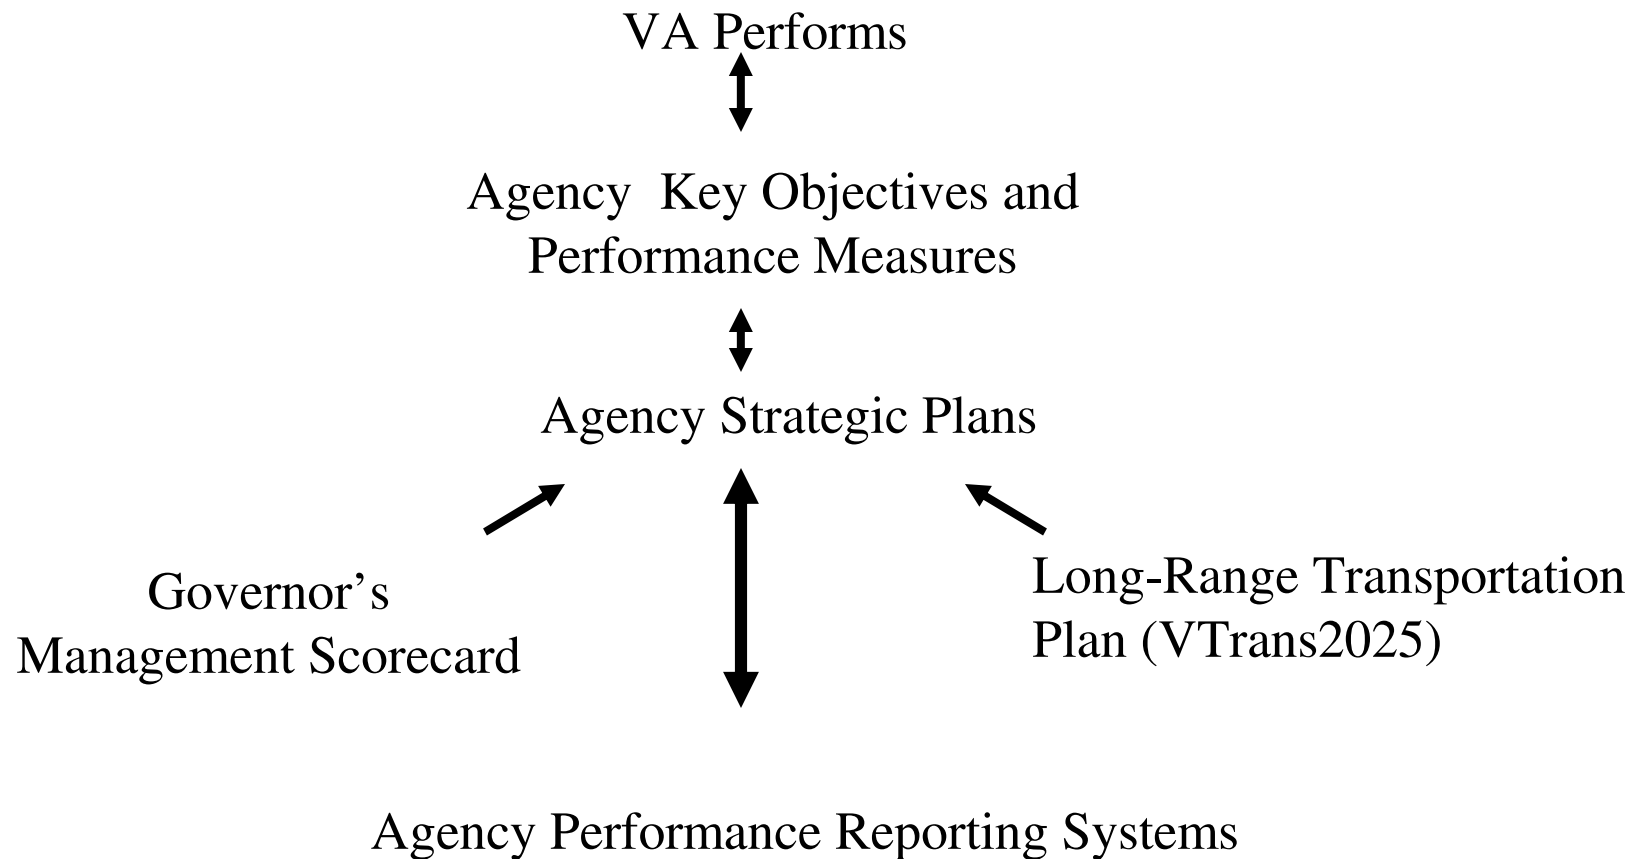 VA Performs
Agency Key Objectives and
Performance Measures
Agency Strategic Plans
Governor’s
Management Scorecard
Long-Range Transportation
Plan (VTrans2025)
Agency Performance Reporting Systems